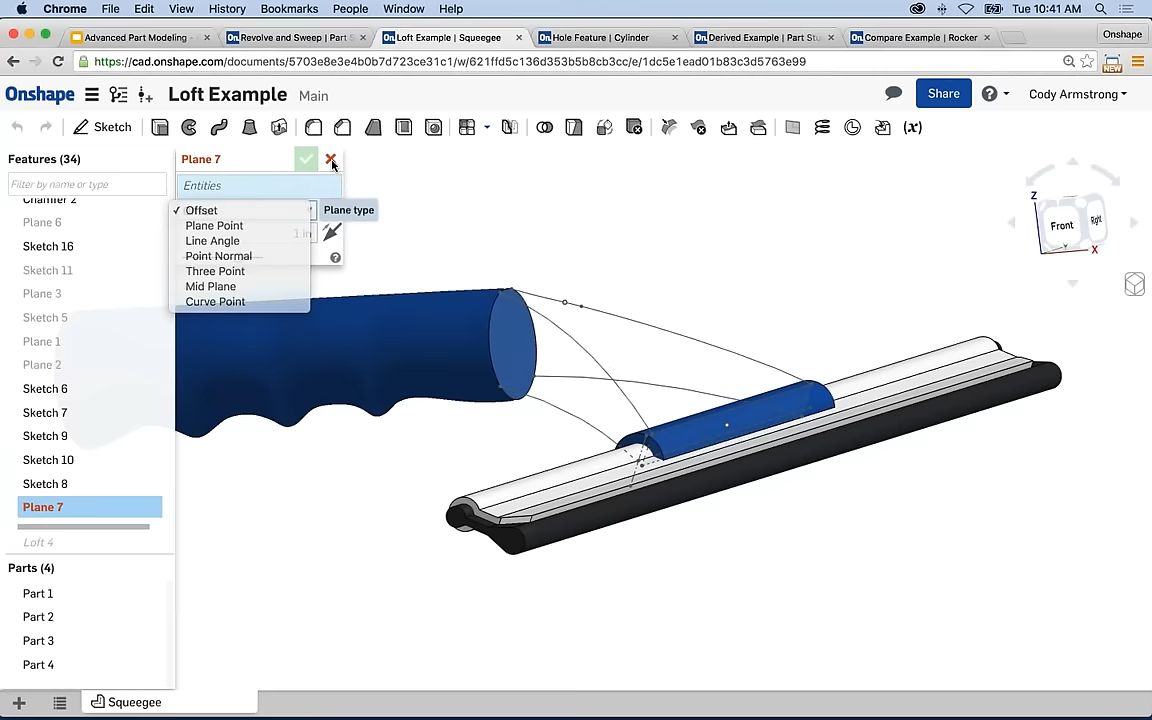 Chrome File Edit View History Bookmarks People Window Help Tue 10:41 AM
Advanced Part Modeling - × Revolve and Sweep | Part S × Loft Example | Squeegee × Hole Feature | Cylinder × Derived Example | Part Stu × Compare Example | Rocker × Onshape
https://cad.onshape.com/documents/5703e8e3e4b0b7d723ce31c1/w/621ffd5c136d353b5b8cb3cc/e/1dc5e1ead01b83c3d5763e99
NEW
Onshape Loft Example Main Share Cody Armstrong
Sketch (x)
Features (34)
Filter by name or type
Chamfer 2
Plane 6
Sketch 16
Sketch 11
Plane 3
Sketch 5
Plane 1
Plane 2
Sketch 6
Sketch 7
Sketch 9
Sketch 10
Sketch 8
Plane 7
Loft 4
Parts (4)
Part 1
Part 2
Part 3
Part 4
Plane 7
Entities
✓ Offset
Plane Point
Line Angle
Point Normal
Three Point
Mid Plane
Curve Point
Plane type
1 in
Z
Front
Right
Y
X
Squeegee